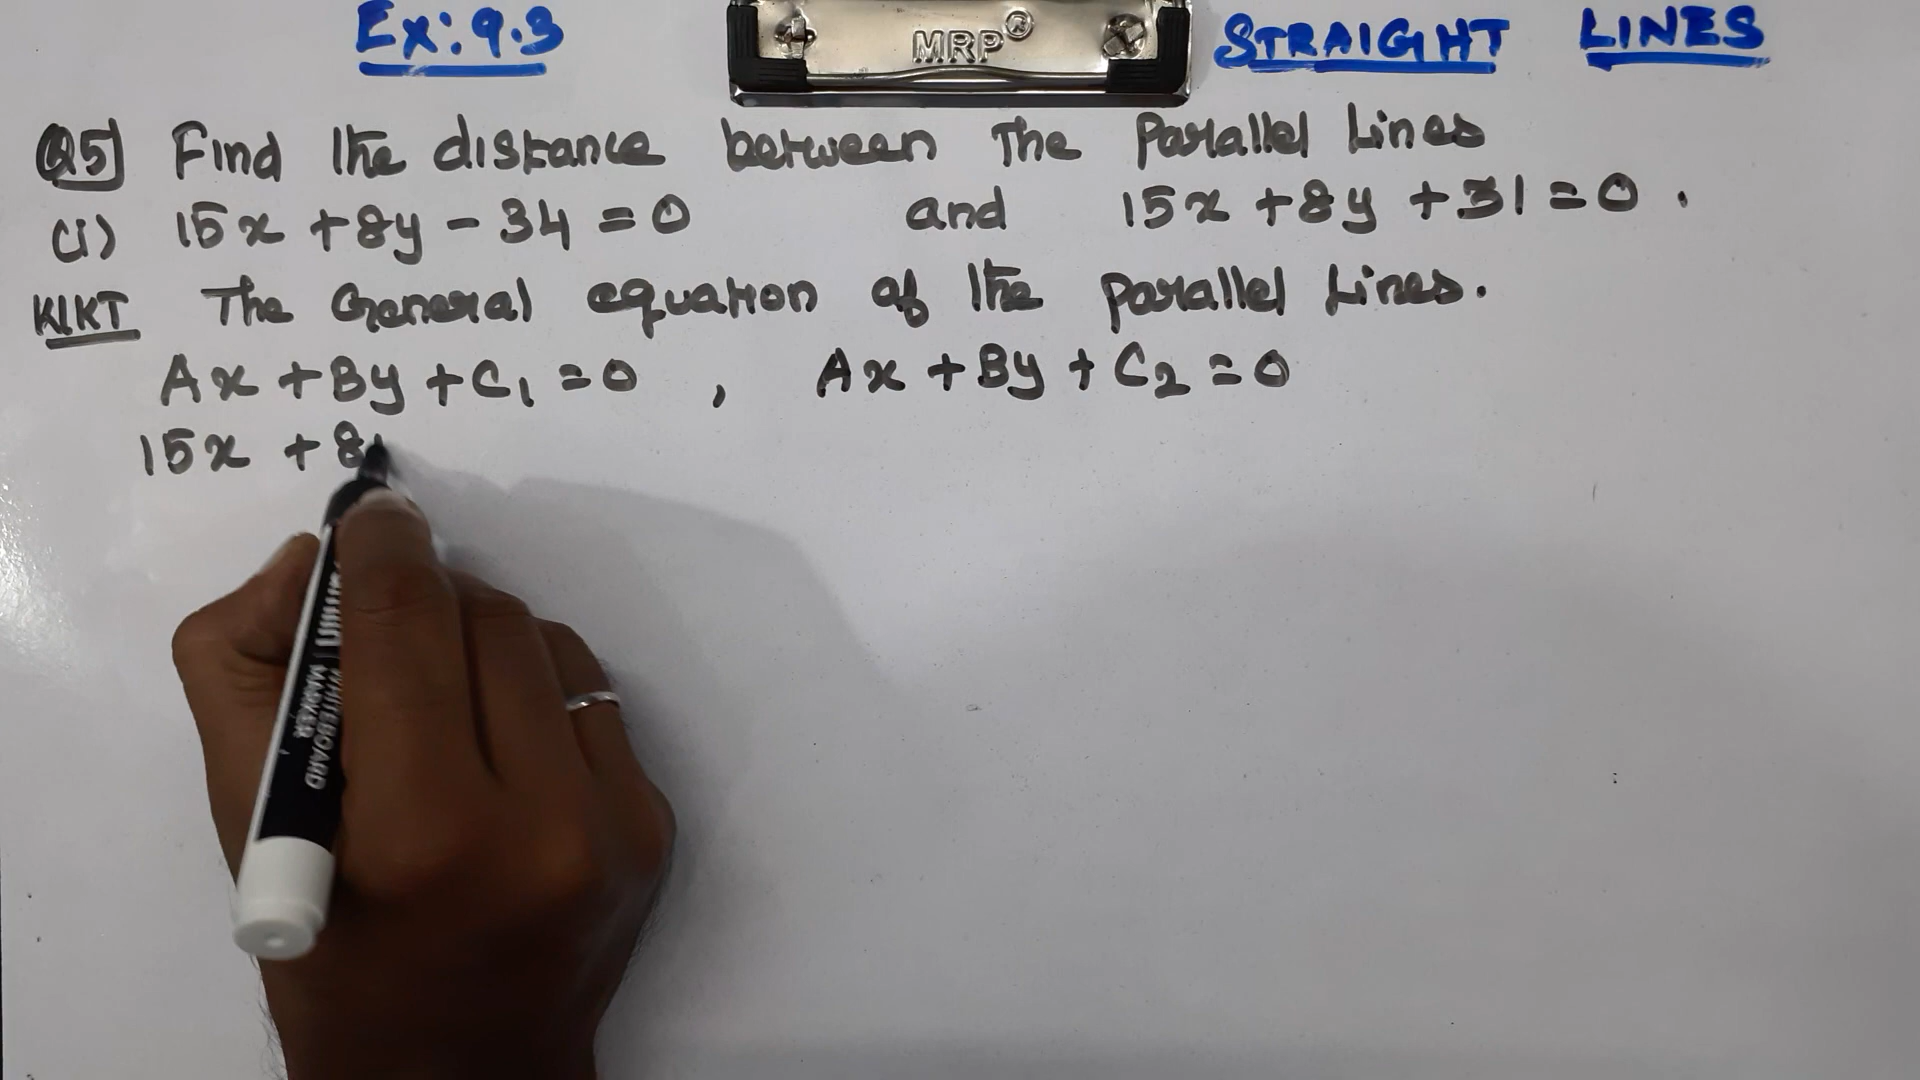 Ex: 9.3
MRP®
STRAIGHT LINES
Q5] Find the distance between The Parallel Lines
(i) 15x + 8y - 34 = 0 and 15x + 8y + 31 = 0 .
WKT The General equation of the parallel Lines.
Ax + By + C₁ = 0 , Ax + By + C₂ = 0
15x + 8
WHITEBOARD
MARKER